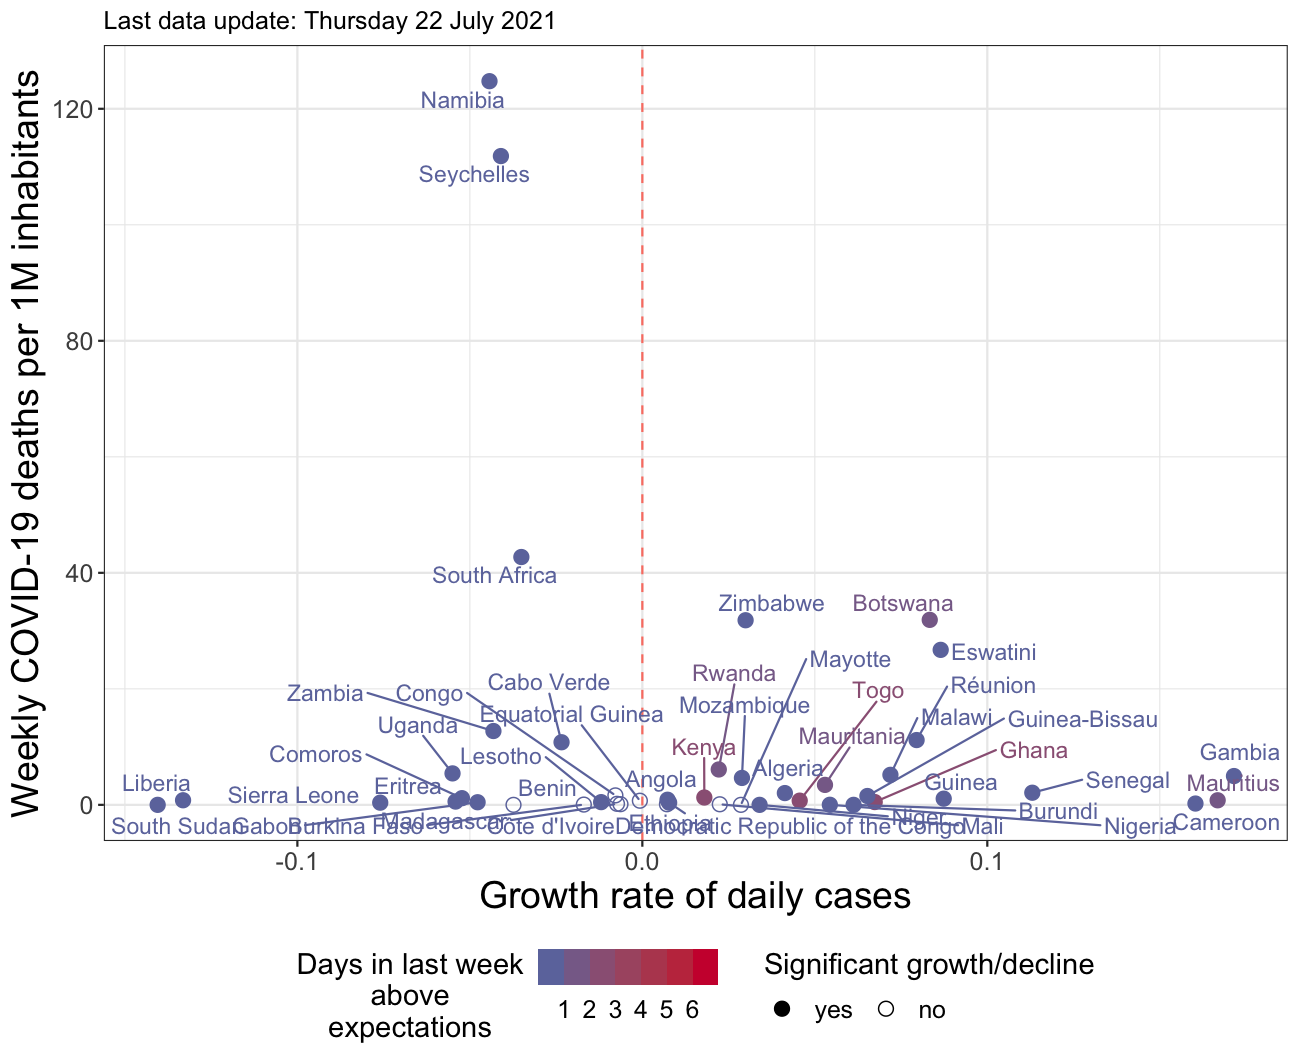 Last data update: Thursday 22 July 2021
Weekly COVID-19 deaths per 1M inhabitants
120
80
40
0
Namibia
Seychelles
South Africa
Zimbabwe
Botswana
Eswatini
Mayotte
Rwanda
Cabo Verde
Réunion
Togo
Zambia
Congo
Mozambique
Equatorial Guinea
Malawi
Guinea-Bissau
Uganda
Mauritania
Kenya
Ghana
Gambia
Comoros
Lesotho
Algeria
Angola
Senegal
Liberia
Eritrea
Benin
Guinea
Mauritius
Sierra Leone
Burundi
Niger
Madagascar
Ethiopia
Cameroon
South Sudan
Gabon
Burkina Faso
Côte d'Ivoire
Democratic Republic of the Congo
Mali
Nigeria
-0.1
0.0
0.1
Growth rate of daily cases
Days in last week
above
expectations
1 2 3 4 5 6
Significant growth/decline
yes
no